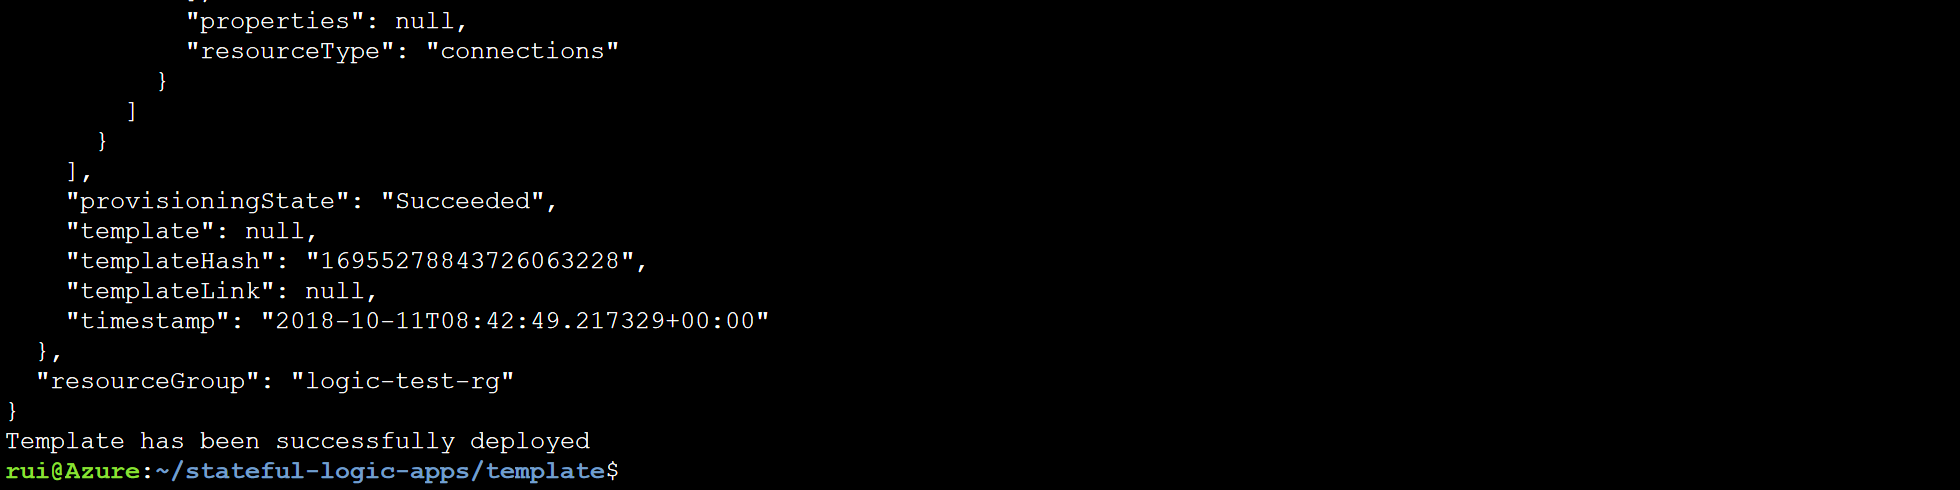 "properties": null,
"resourceType": "connections"
}
]
}
],
"provisioningState": "Succeeded",
"template": null,
"templateHash": "16955278843726063228",
"templateLink": null,
"timestamp": "2018-10-11T08:42:49.217329+00:00"
},
"resourceGroup": "logic-test-rg"
}
Template has been successfully deployed
rui@Azure:~/stateful-logic-apps/template$